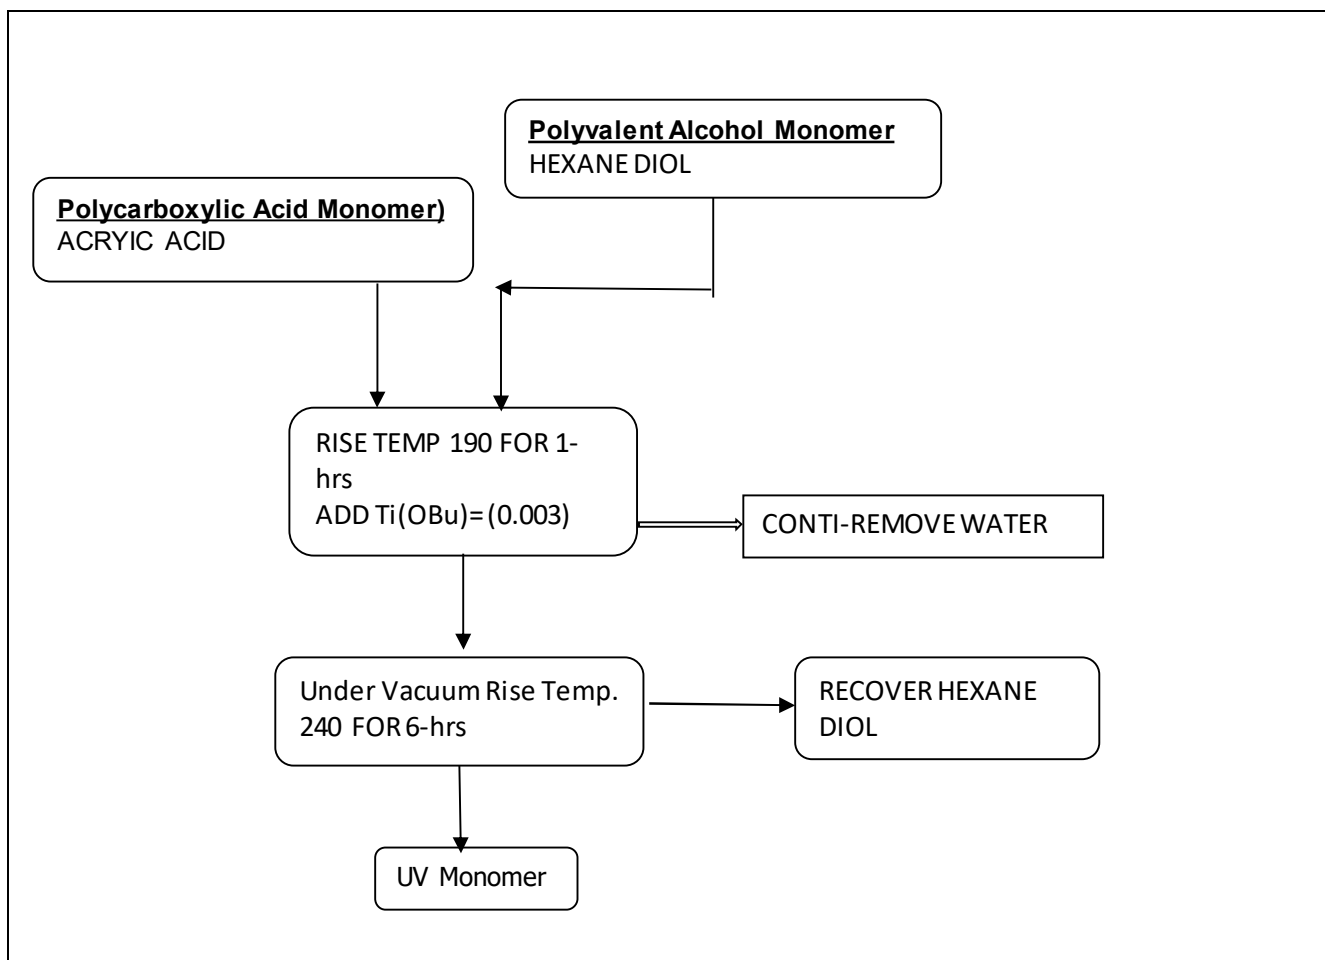 Polyvalent Alcohol Monomer
HEXANE DIOL
Polycarboxylic Acid Monomer)
ACRYIC ACID
RISE TEMP 190 FOR 1-
hrs
ADD Ti(OBu)=(0.003)
CONTI-REMOVE WATER
Under Vacuum Rise Temp.
240 FOR 6-hrs
RECOVER HEXANE
DIOL
UV Monomer